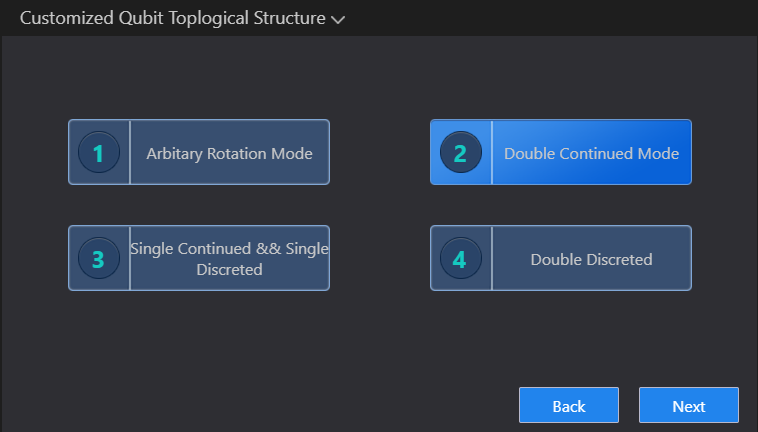 Customized Qubit Toplogical Structure
1 Arbitary Rotation Mode
2 Double Continued Mode
3 Single Continued && Single
Discreted
4 Double Discreted
Back
Next